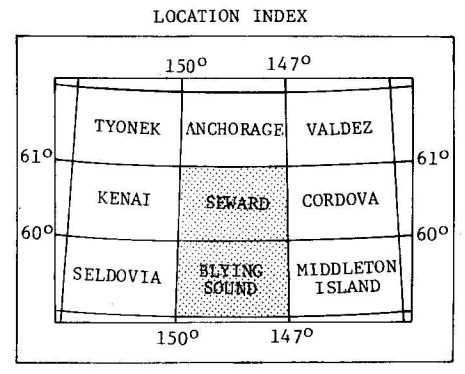 LOCATION INDEX
150° 147°
TYONEK ANCHORAGE VALDEZ
61° 61°
KENAI SEWARD CORDOVA
60° 60°
SELDOVIA BLYING SOUND MIDDLETON ISLAND
150° 147°